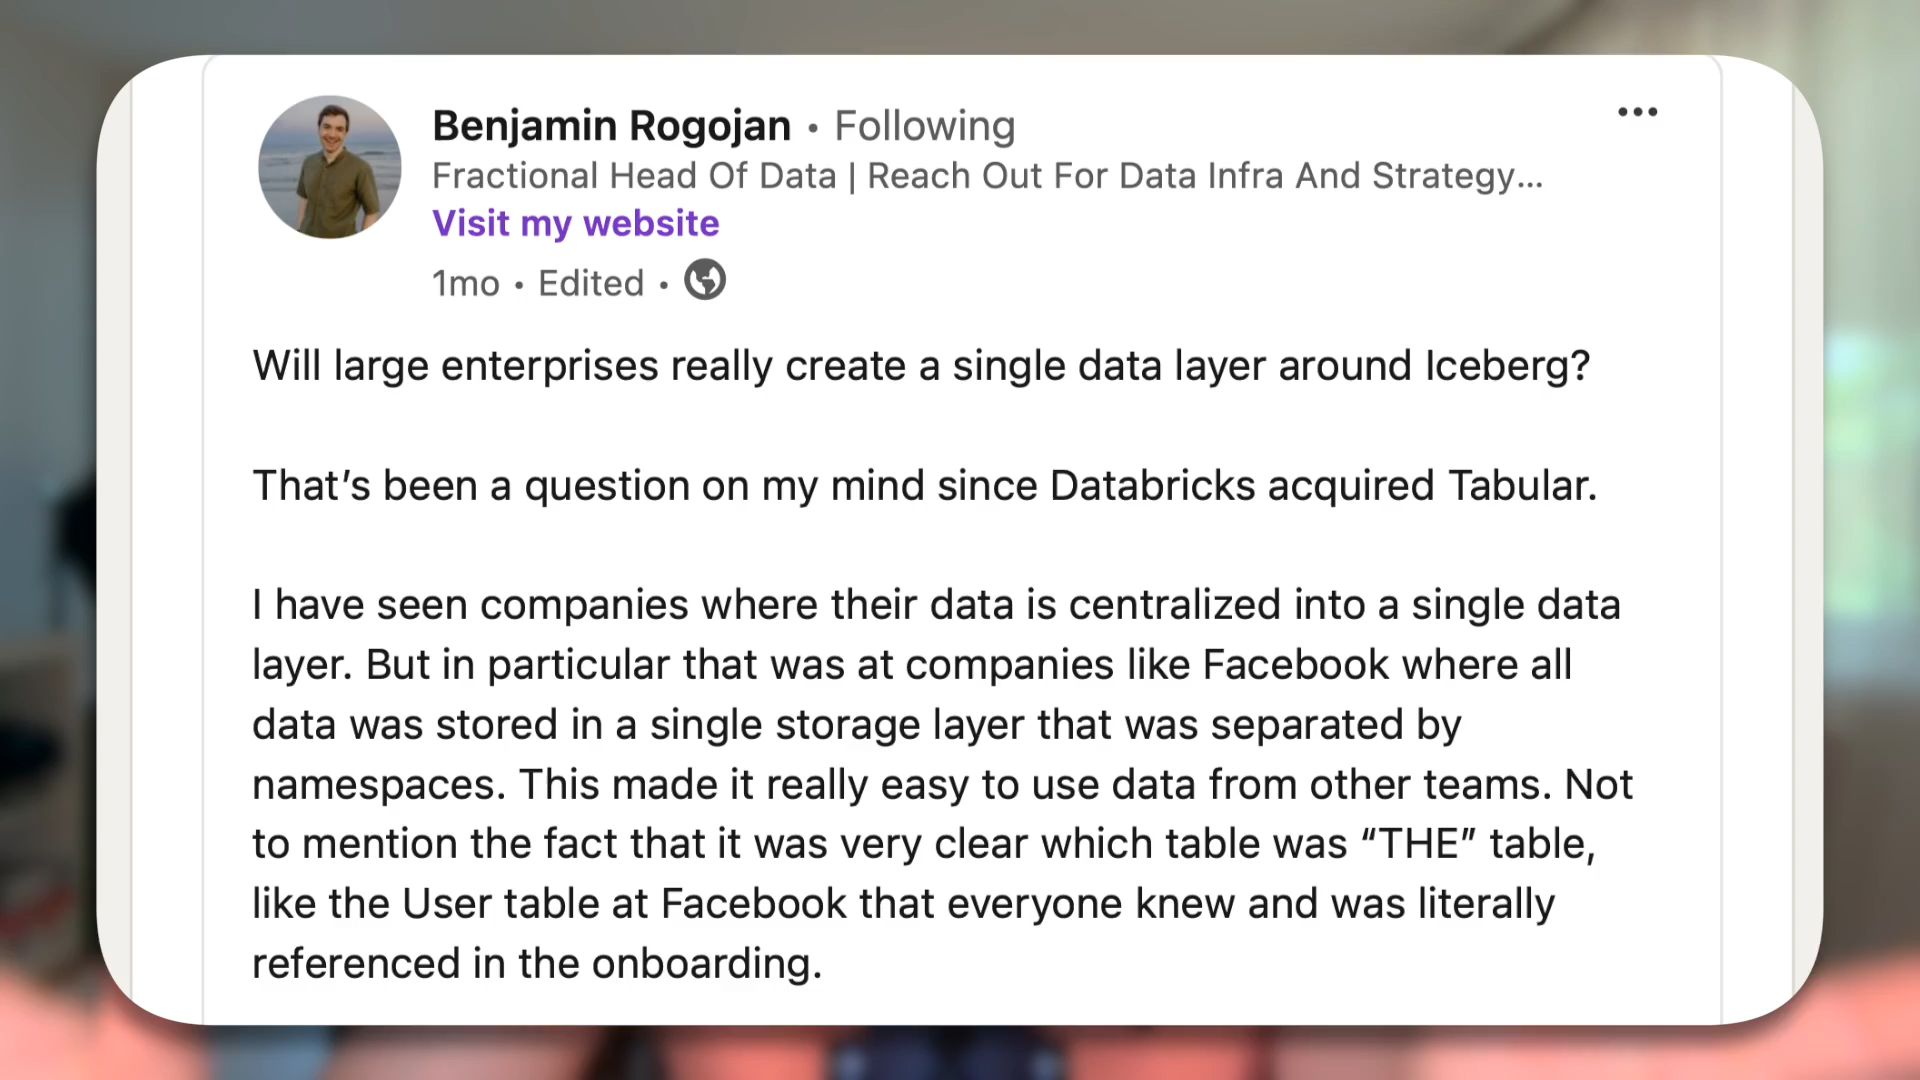 Benjamin Rogojan • Following
Fractional Head Of Data | Reach Out For Data Infra And Strategy...
Visit my website
1mo • Edited •
Will large enterprises really create a single data layer around Iceberg?
That’s been a question on my mind since Databricks acquired Tabular.
I have seen companies where their data is centralized into a single data
layer. But in particular that was at companies like Facebook where all
data was stored in a single storage layer that was separated by
namespaces. This made it really easy to use data from other teams. Not
to mention the fact that it was very clear which table was “THE” table,
like the User table at Facebook that everyone knew and was literally
referenced in the onboarding.